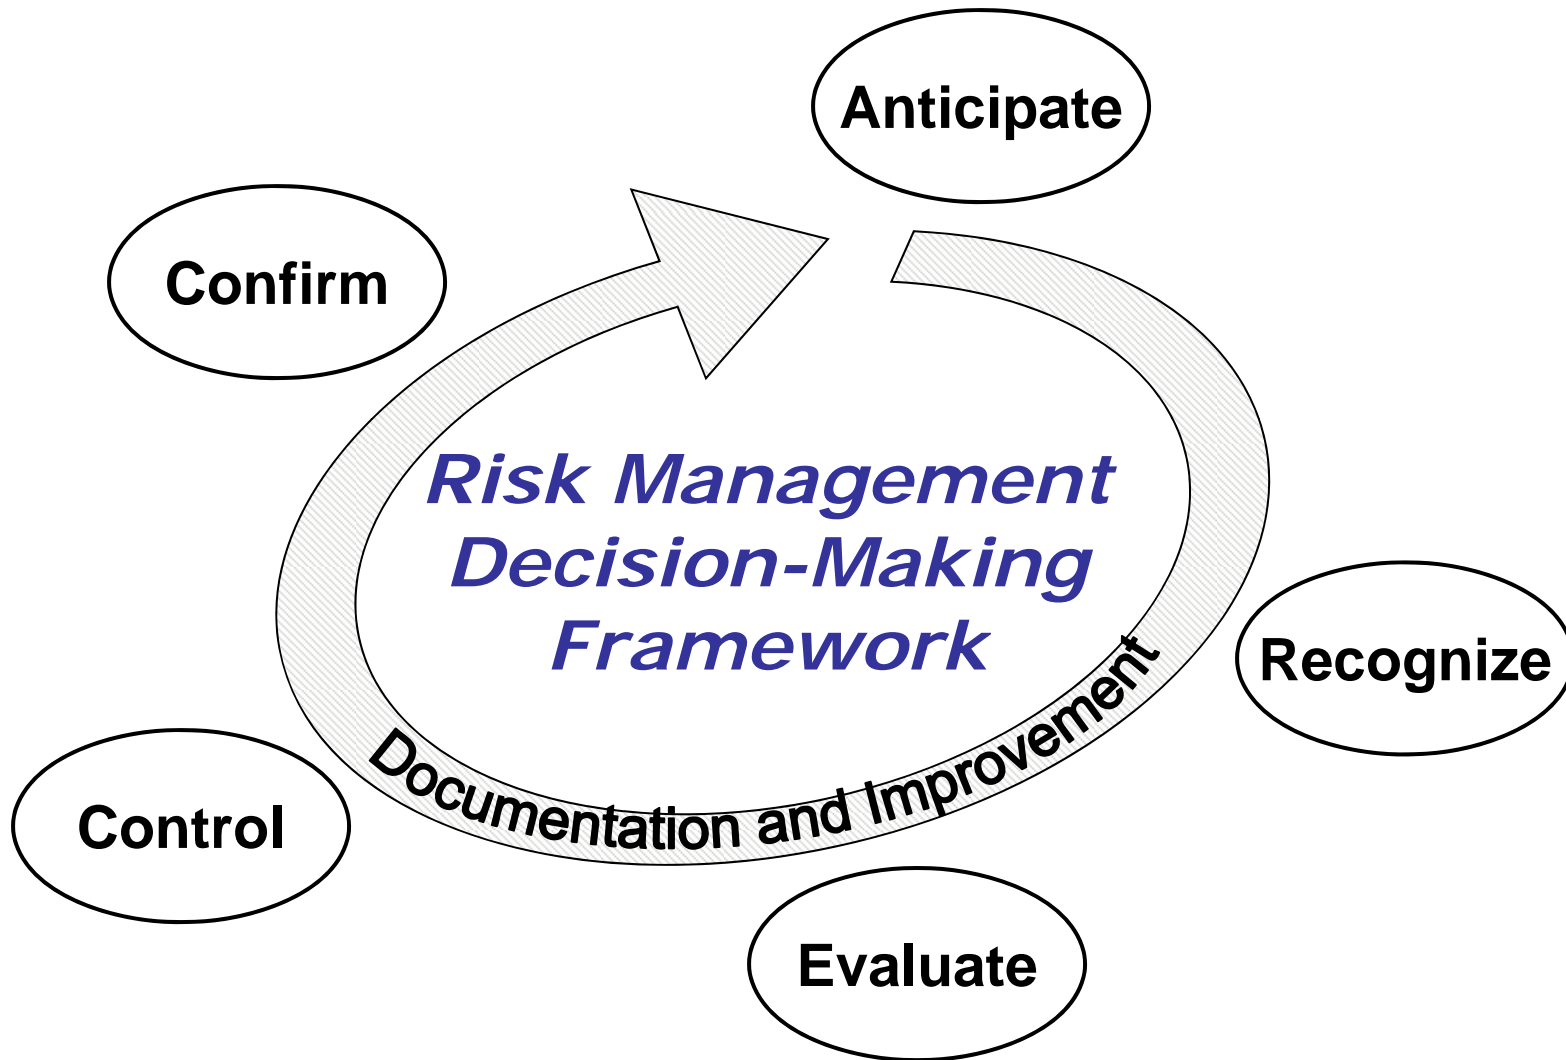 Anticipate
Confirm
Risk Management
Decision-Making
Framework
Recognize
Documentation and Improvement
Control
Evaluate